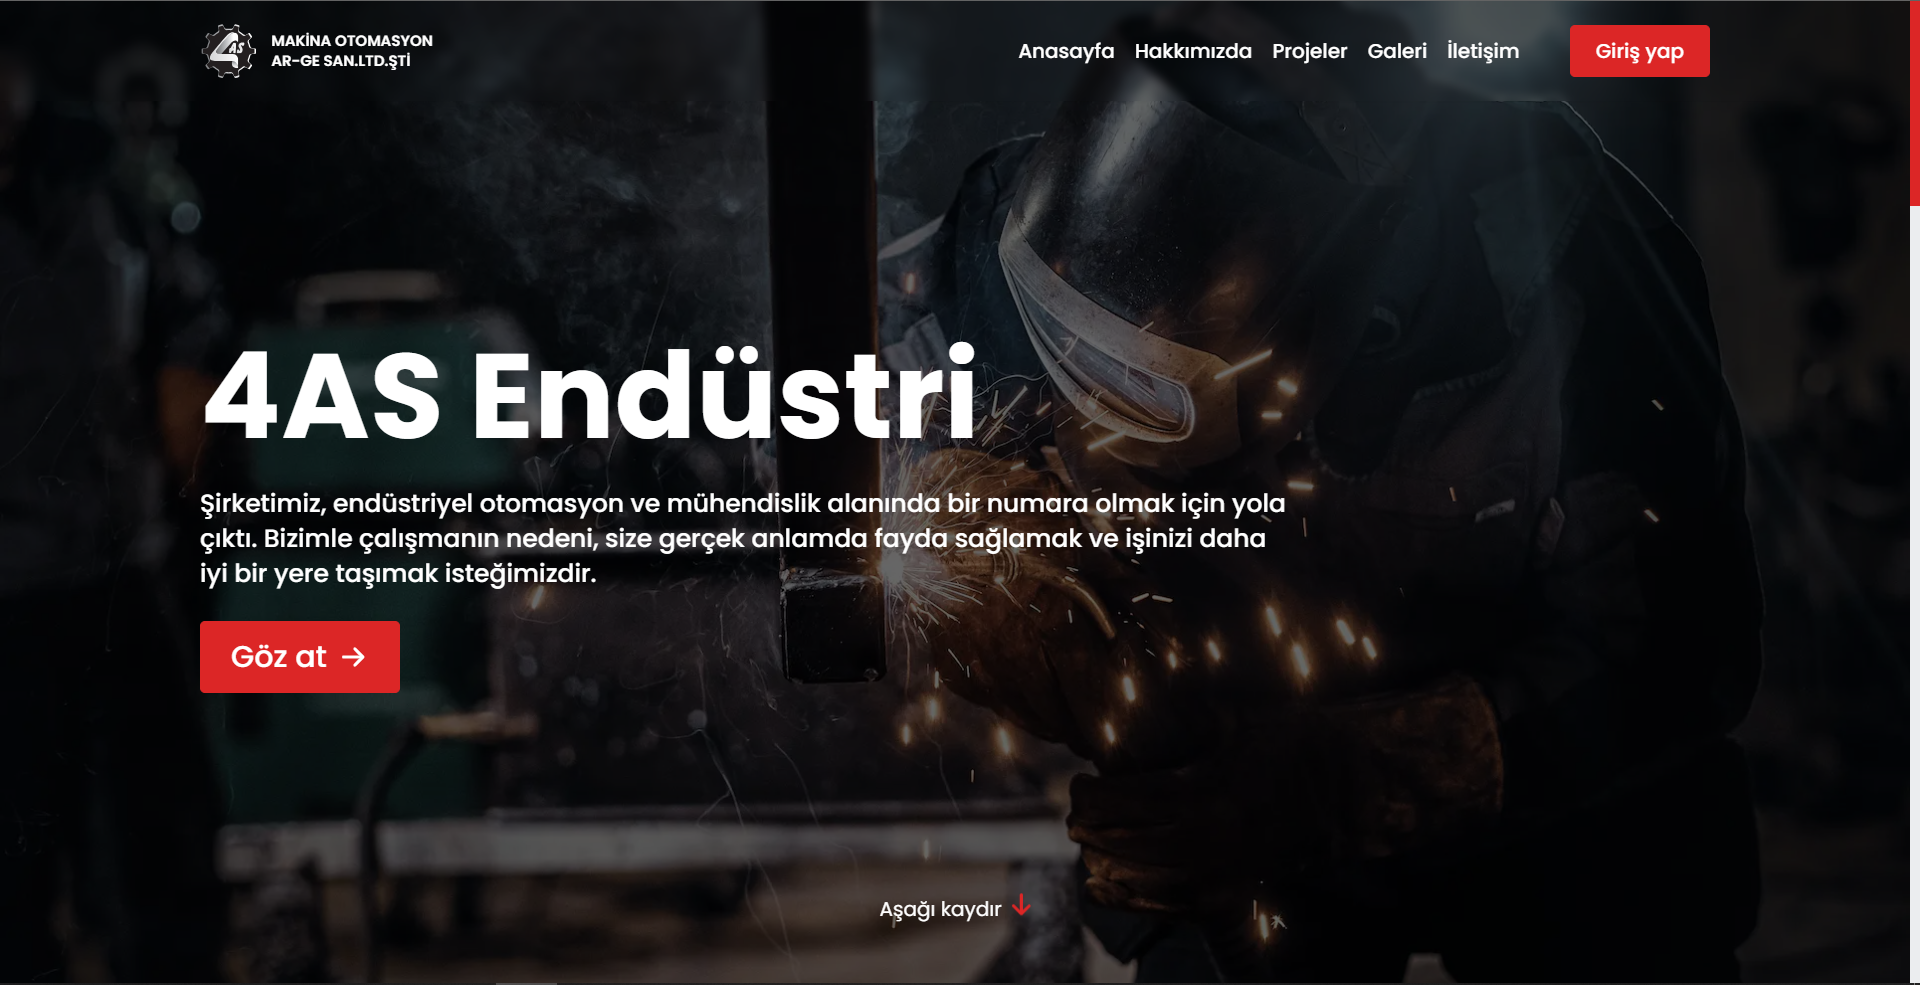 4AS
MAKİNA OTOMASYON
AR-GE SAN.LTD.ŞTİ
Anasayfa Hakkımızda Projeler Galeri İletişim Giriş yap
4AS Endüstri
Şirketimiz, endüstriyel otomasyon ve mühendislik alanında bir numara olmak için yola
çıktı. Bizimle çalışmanın nedeni, size gerçek anlamda fayda sağlamak ve işinizi daha
iyi bir yere taşımak isteğimizdir.
Göz at →
Aşağı kaydır ↓